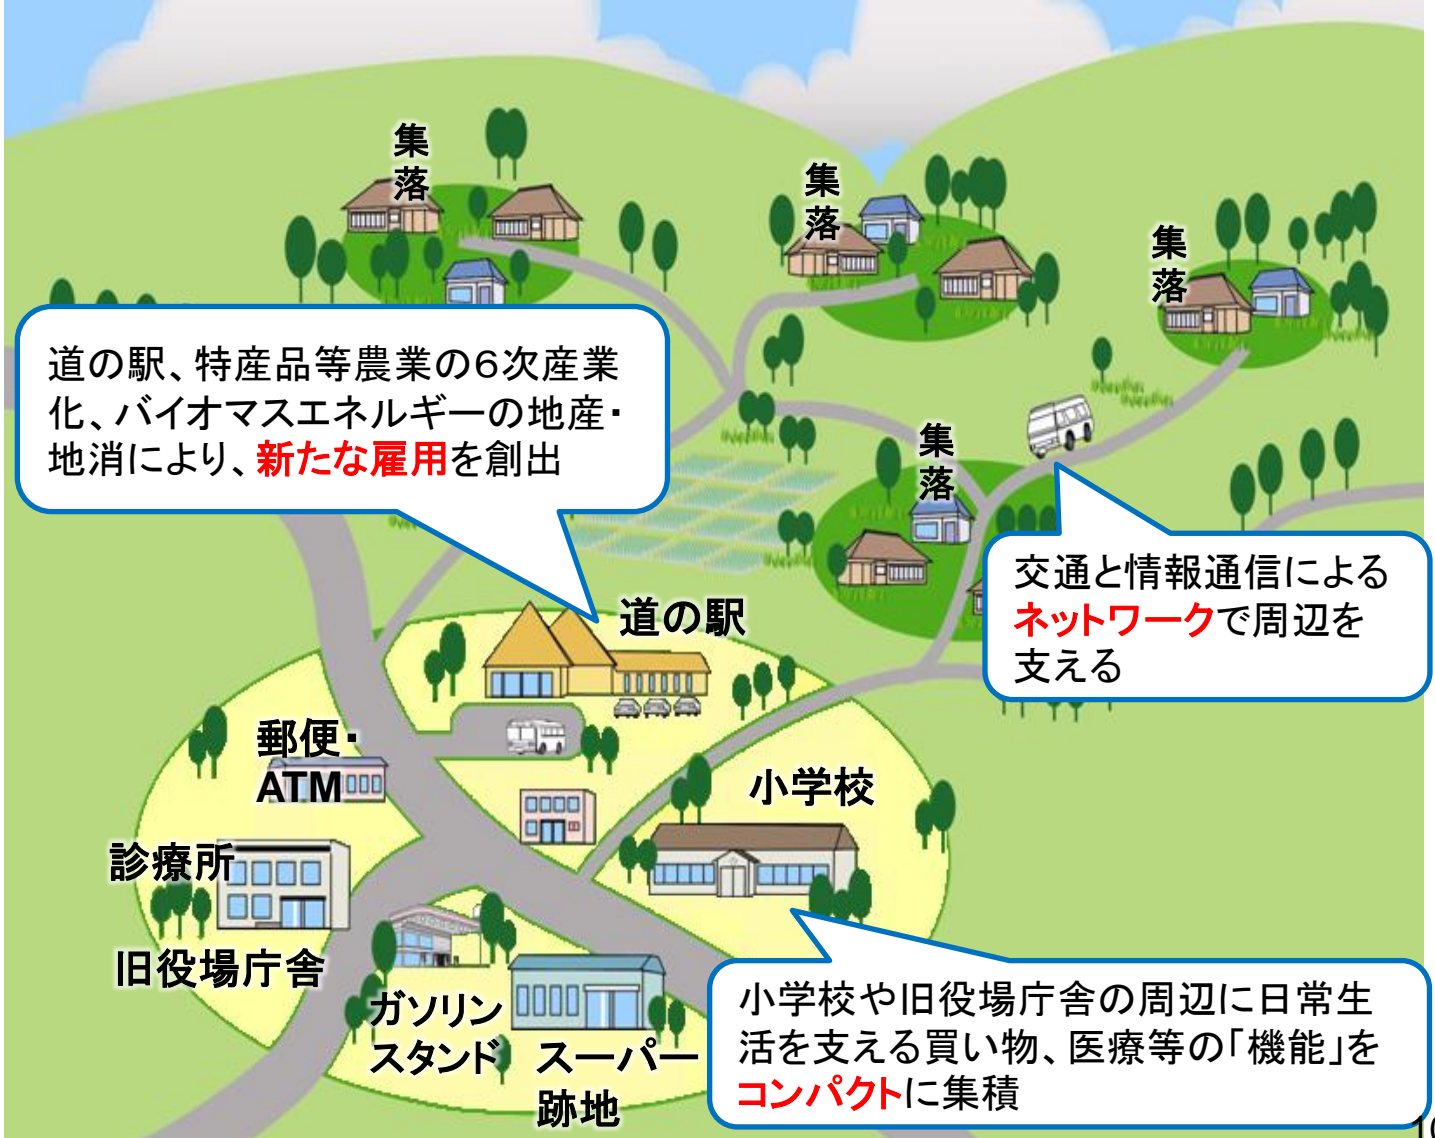 集落
集落
集落
道の駅、特産品等農業の6次産業
化、バイオマスエネルギーの地産・
地消により、新たな雇用を創出
集落
交通と情報通信による
ネットワークで周辺を
支える
道の駅
郵便・
ATM
小学校
診療所
旧役場庁舎
ガソリン
スタンド
スーパー
跡地
小学校や旧役場庁舎の周辺に日常生
活を支える買い物、医療等の「機能」を
コンパクトに集積